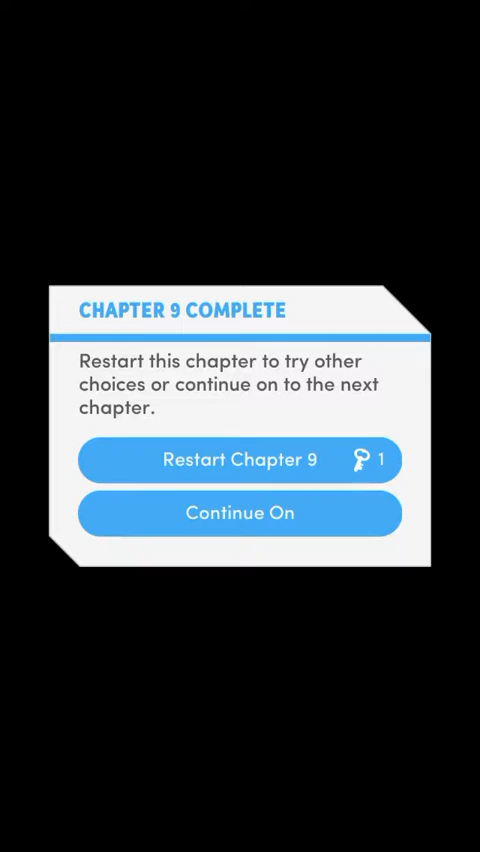 CHAPTER 9 COMPLETE
Restart this chapter to try other
choices or continue on to the next
chapter.
Restart Chapter 9 1
Continue On